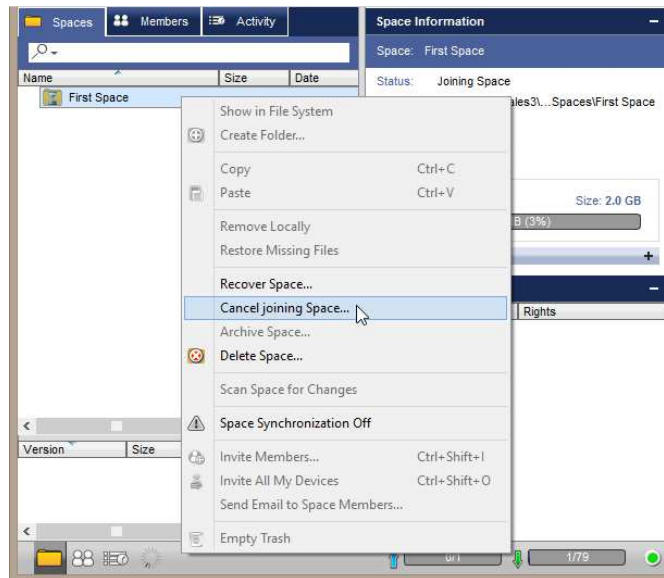 Spaces
Members
Activity
Space Information
Space: First Space
Name
Size
Date
Status: Joining Space
First Space
ales3\...Spaces\First Space
Show in File System
Create Folder...
Copy Ctrl+C
Paste Ctrl+V
Size: 2.0 GB
B (3%)
Remove Locally
Restore Missing Files
Recover Space...
Cancel joining Space...
Rights
Archive Space...
Delete Space...
Scan Space for Changes
Space Synchronization Off
Version
Size
Invite Members... Ctrl+Shift+I
Invite All My Devices Ctrl+Shift+O
Send Email to Space Members...
Empty Trash
0/1
1/79